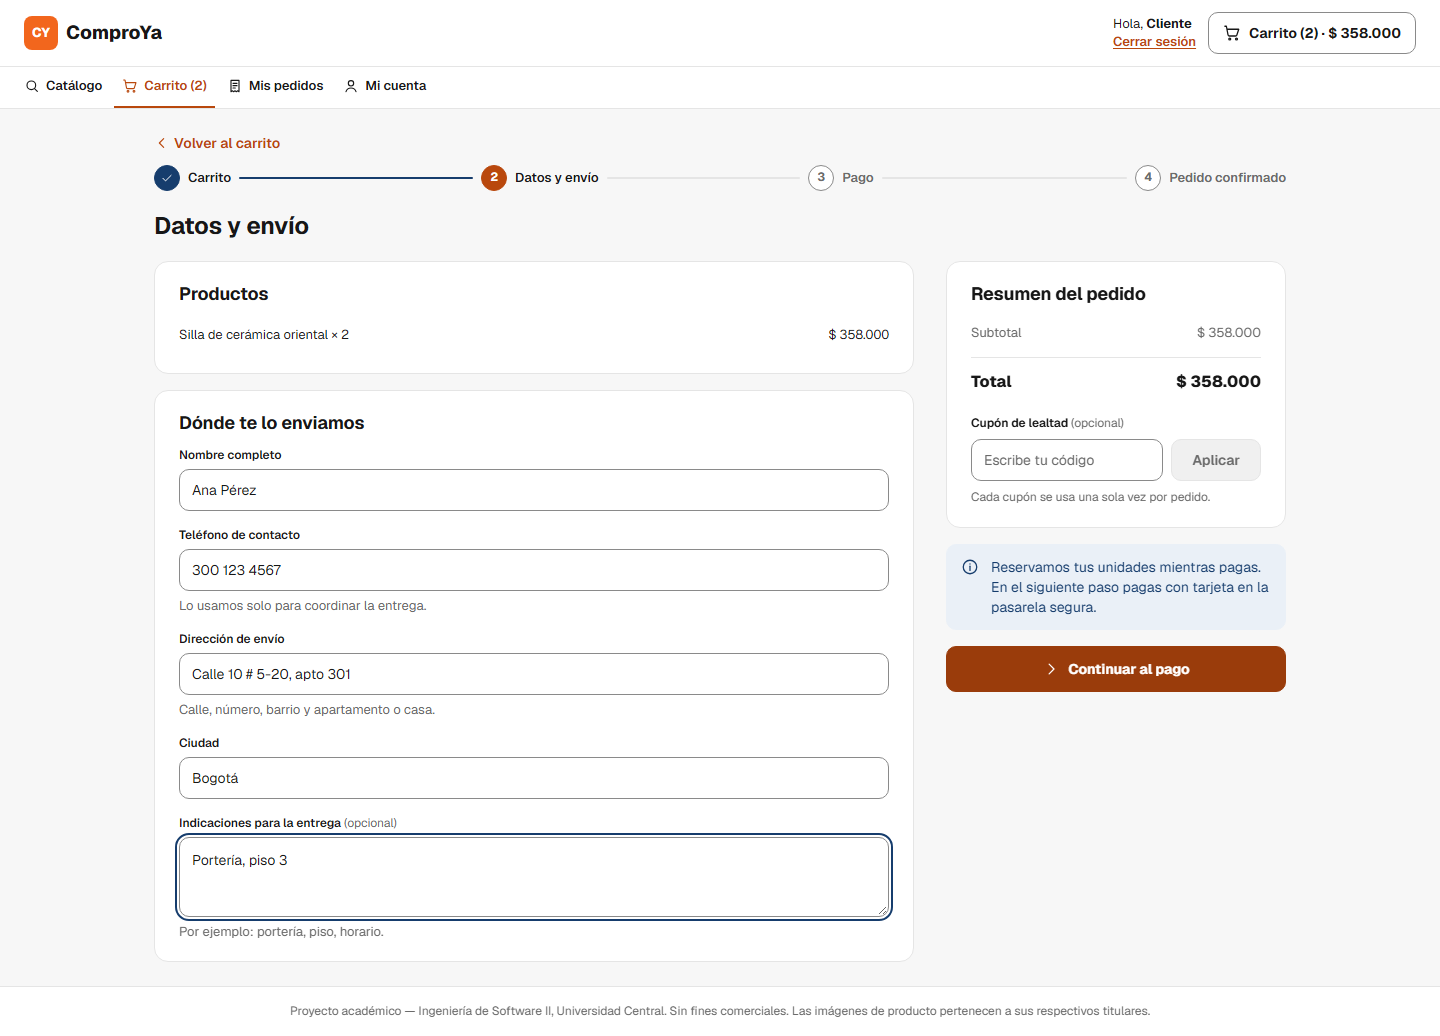 CY ComproYa
Hola, Cliente
Cerrar sesión
Carrito (2) · $ 358.000
Catálogo
Carrito (2)
Mis pedidos
Mi cuenta
Volver al carrito
Carrito
2 Datos y envío
3 Pago
4 Pedido confirmado
Datos y envío
Productos
Silla de cerámica oriental × 2 $ 358.000
Dónde te lo enviamos
Nombre completo
Ana Pérez
Teléfono de contacto
300 123 4567
Lo usamos solo para coordinar la entrega.
Dirección de envío
Calle 10 # 5-20, apto 301
Calle, número, barrio y apartamento o casa.
Ciudad
Bogotá
Indicaciones para la entrega (opcional)
Portería, piso 3
Por ejemplo: portería, piso, horario.
Resumen del pedido
Subtotal $ 358.000
Total $ 358.000
Cupón de lealtad (opcional)
Escribe tu código Aplicar
Cada cupón se usa una sola vez por pedido.
Reservamos tus unidades mientras pagas.
En el siguiente paso pagas con tarjeta en la
pasarela segura.
Continuar al pago
Proyecto académico — Ingeniería de Software II, Universidad Central. Sin fines comerciales. Las imágenes de producto pertenecen a sus respectivos titulares.